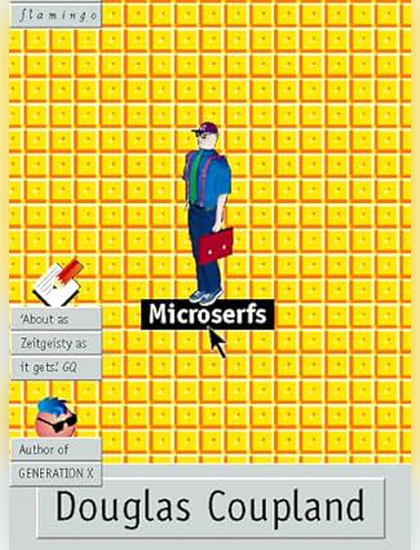 flamingo
Microserfs
'About as
Zeitgeisty as
it gets.' GQ
Author of
GENERATION X
Douglas Coupland